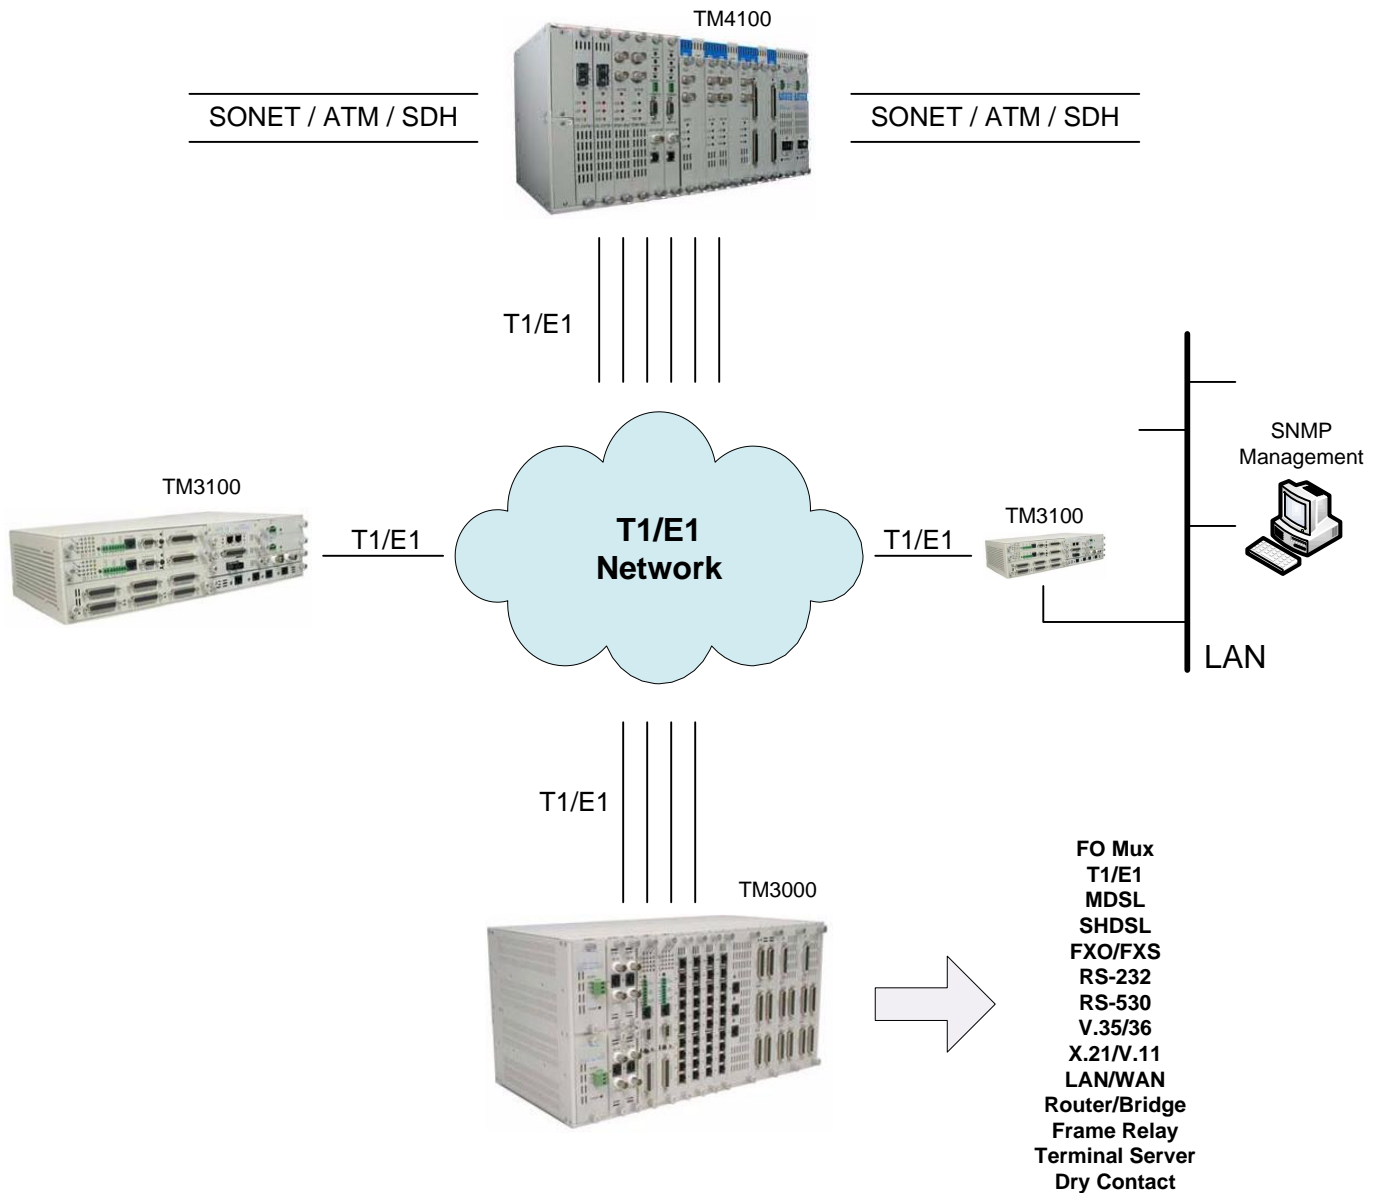 TM4100
SONET / ATM / SDH
SONET / ATM / SDH
T1/E1
SNMP
Management
TM3100
TM3100
T1/E1
T1/E1
Network
T1/E1
LAN
T1/E1
TM3000
FO Mux
T1/E1
MDSL
SHDSL
FXO/FXS
RS-232
RS-530
V.35/36
X.21/V.11
LAN/WAN
Router/Bridge
Frame Relay
Terminal Server
Dry Contact